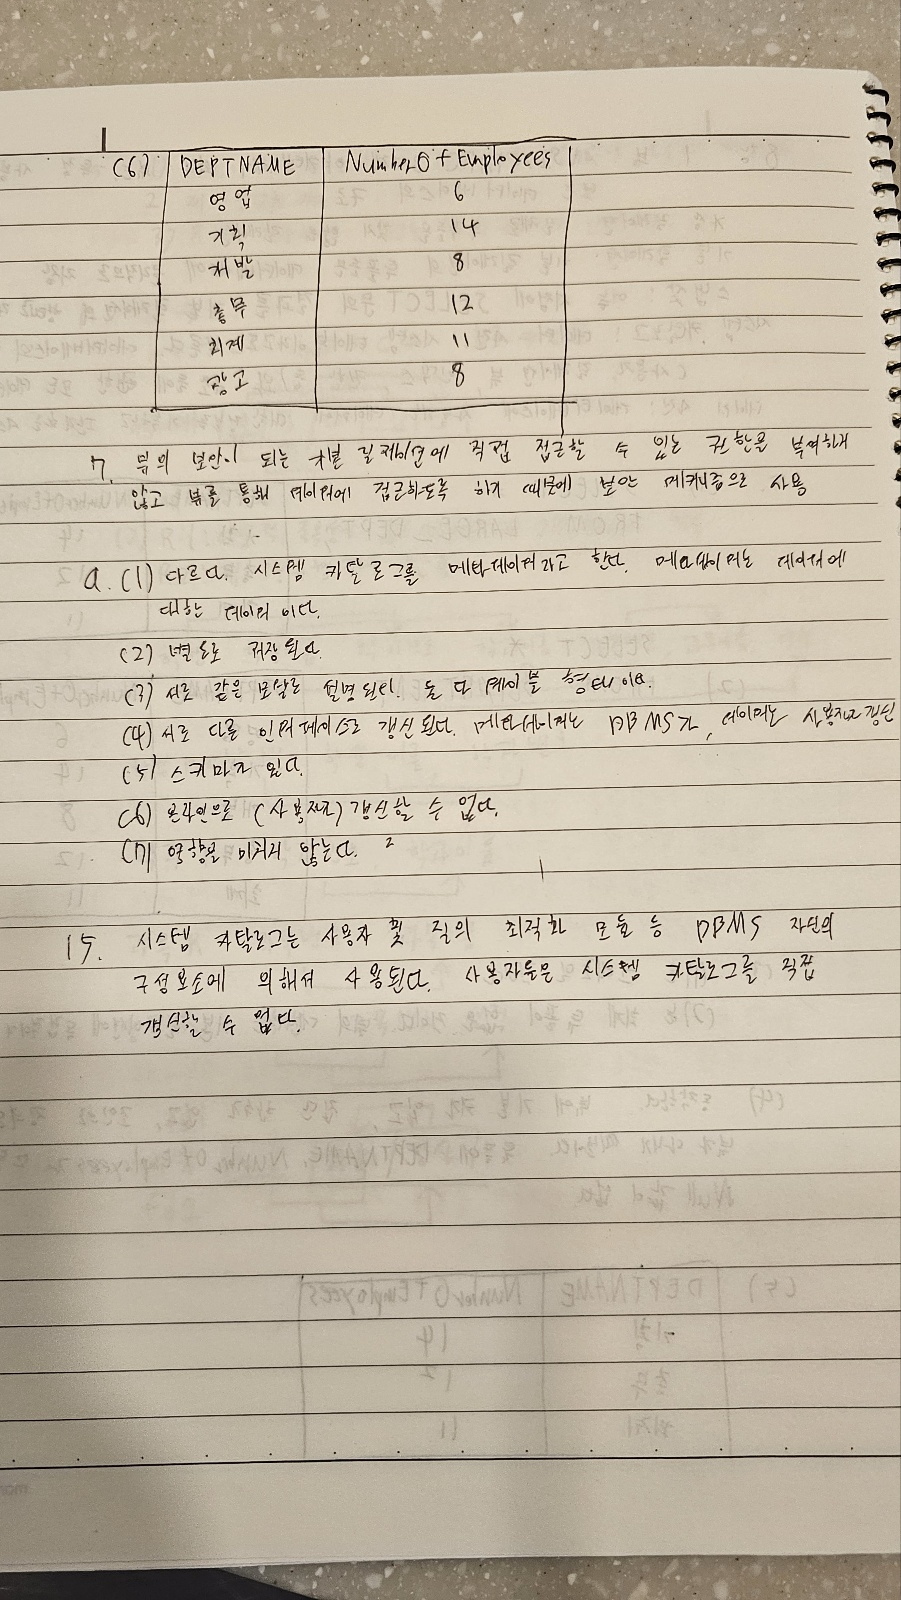 (6) DEPTNAME NumberOfEmployees
영업 6
기획 14
개발 8
총무 12
회계 11
광고 8
7. 뷰의 보안이 되는 개별 릴레이션에 직접 접근할 수 있는 권한을 부여하지
않고 뷰를 통해 데이터에 접근하도록 하기 때문에 보안 메커니즘으로 사용
9. (1) 다르다. 시스템 카탈로그를 메타데이터라고 한다. 메타데이터는 데이터에
대한 데이터이다.
(2) 별도로 저장된다.
(3) 서로 같은 모델로 설명된다. 둘 다 테이블 형태이다.
(4) 서로 다른 인터페이스로 갱신된다. 메타데이터는 DBMS가, 데이터는 사용자가 갱신
(5) 스키마가 있다.
(6) 온라인으로 (사용자가) 갱신할 수 없다.
(7) 영향을 미치지 않는다.
15. 시스템 카탈로그는 사용자 및 질의 최적화 모듈 등 DBMS 자신의
구성요소에 의해서 사용된다. 사용자들은 시스템 카탈로그를 직접
갱신할 수 없다.